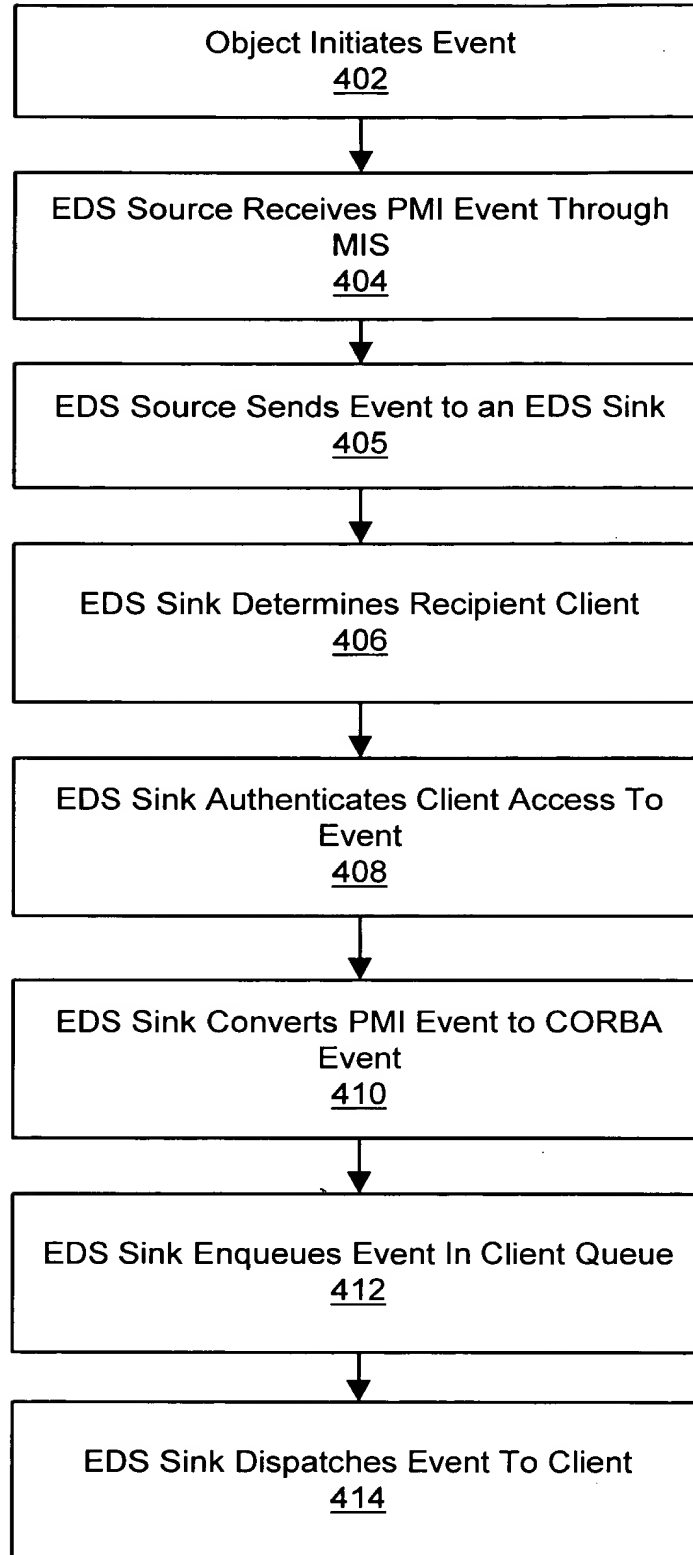 Object Initiates Event
402
EDS Source Receives PMI Event Through
MIS
404
EDS Source Sends Event to an EDS Sink
405
EDS Sink Determines Recipient Client
406
EDS Sink Authenticates Client Access To
Event
408
EDS Sink Converts PMI Event to CORBA
Event
410
EDS Sink Enqueues Event In Client Queue
412
EDS Sink Dispatches Event To Client
414